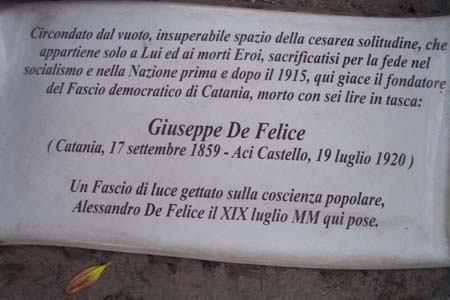 Circondato dal vuoto, insuperabile spazio della cesarea solitudine, che
appartiene solo a Lui ed ai morti Eroi, sacrificatisi per la fede nel
socialismo e nella Nazione prima e dopo il 1915, qui giace il fondatore
del Fascio democratico di Catania, morto con sei lire in tasca:
Giuseppe De Felice
( Catania, 17 settembre 1859 - Aci Castello, 19 luglio 1920 )
Un Fascio di luce gettato sulla coscienza popolare,
Alessandro De Felice il XIX luglio MM qui pose.